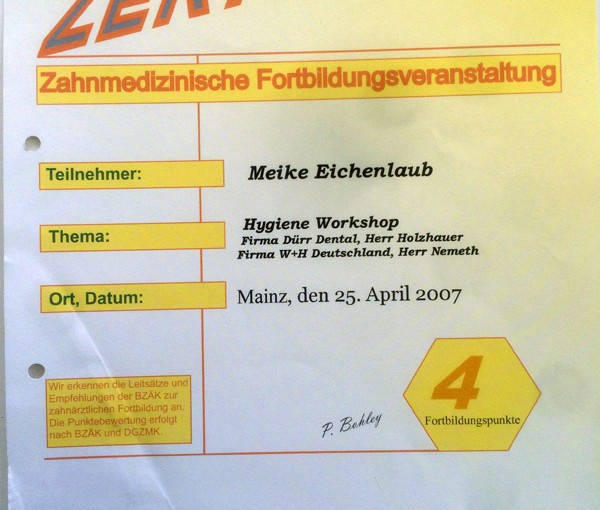 Zahnmedizinische Fortbildungsveranstaltung
Teilnehmer: Meike Eichenlaub
Thema: Hygiene Workshop
Firma Dürr Dental, Herr Holzhauer
Firma W+H Deutschland, Herr Nemeth
Ort, Datum: Mainz, den 25. April 2007
Wir erkennen die Leitsätze und
Empfehlungen der BZÄK zur
zahnärztlichen Fortbildung an.
Die Punktebewertung erfolgt
nach BZÄK und DGZMK.
P. Bohley
4
Fortbildungspunkte